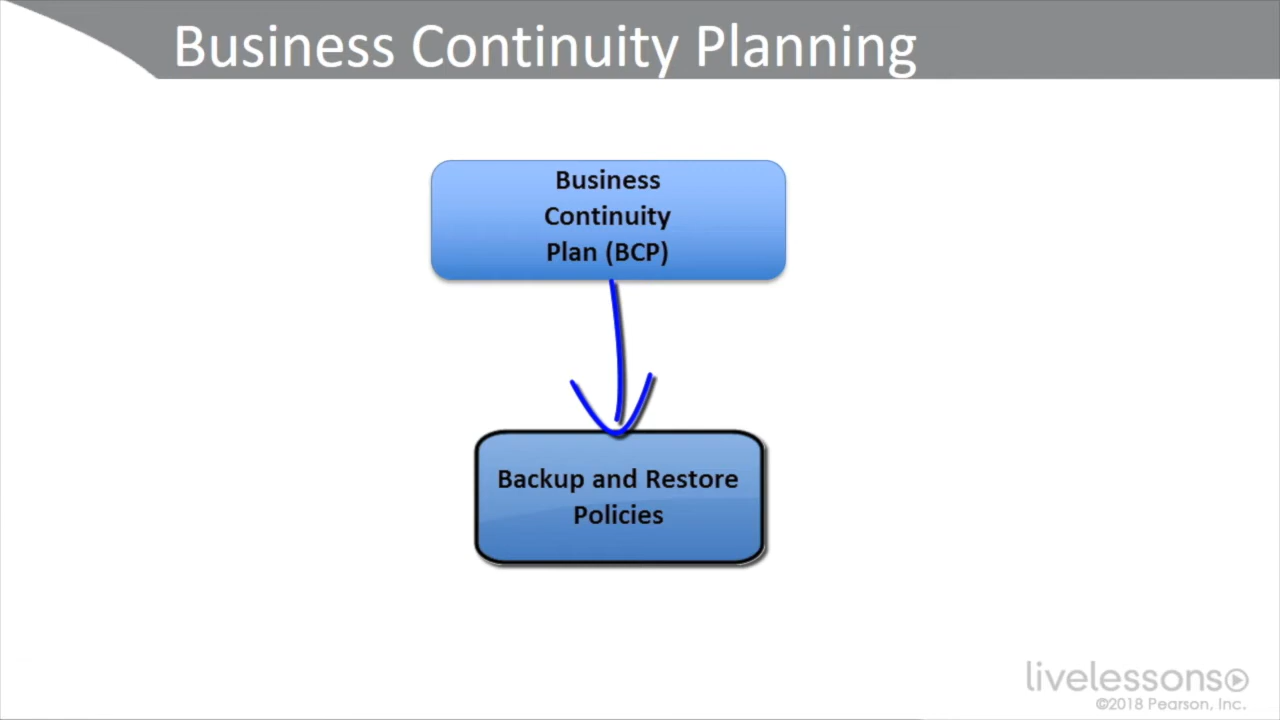 Business Continuity Planning
Business
Continuity
Plan (BCP)
Backup and Restore
Policies
livelessons
©2018 Pearson, Inc.